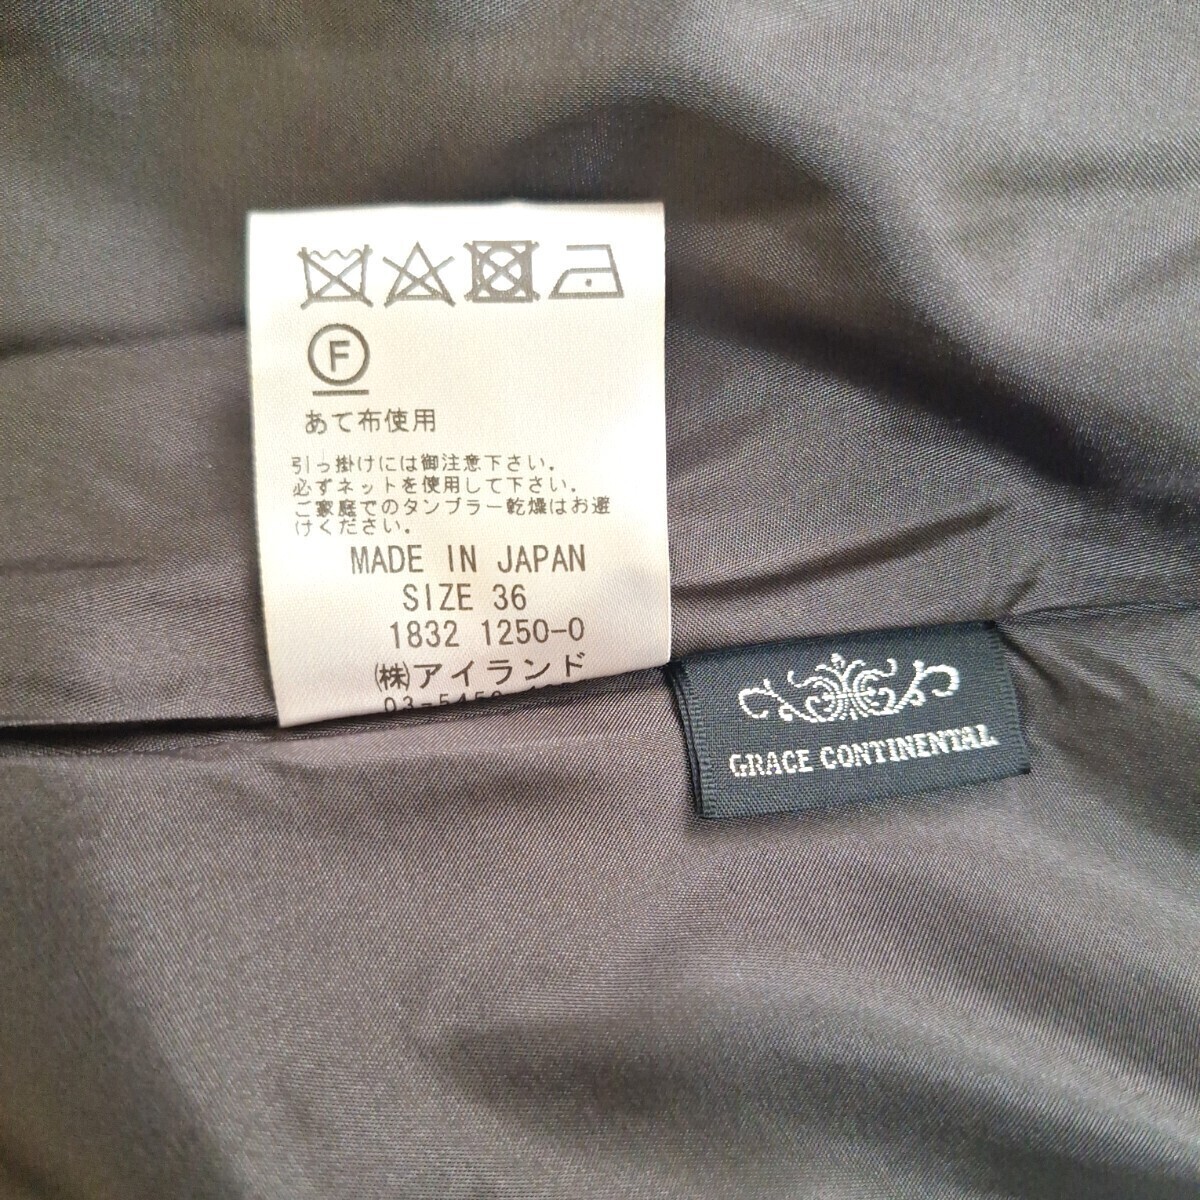 F
あて布使用
引っ掛けには御注意下さい。
必ずネットを使用して下さい。
ご家庭でのタンブラー乾燥はお避
けください。
MADE IN JAPAN
SIZE 36
1832 1250-0
㈱アイランド
03-5459
GRACE CONTINENTAL